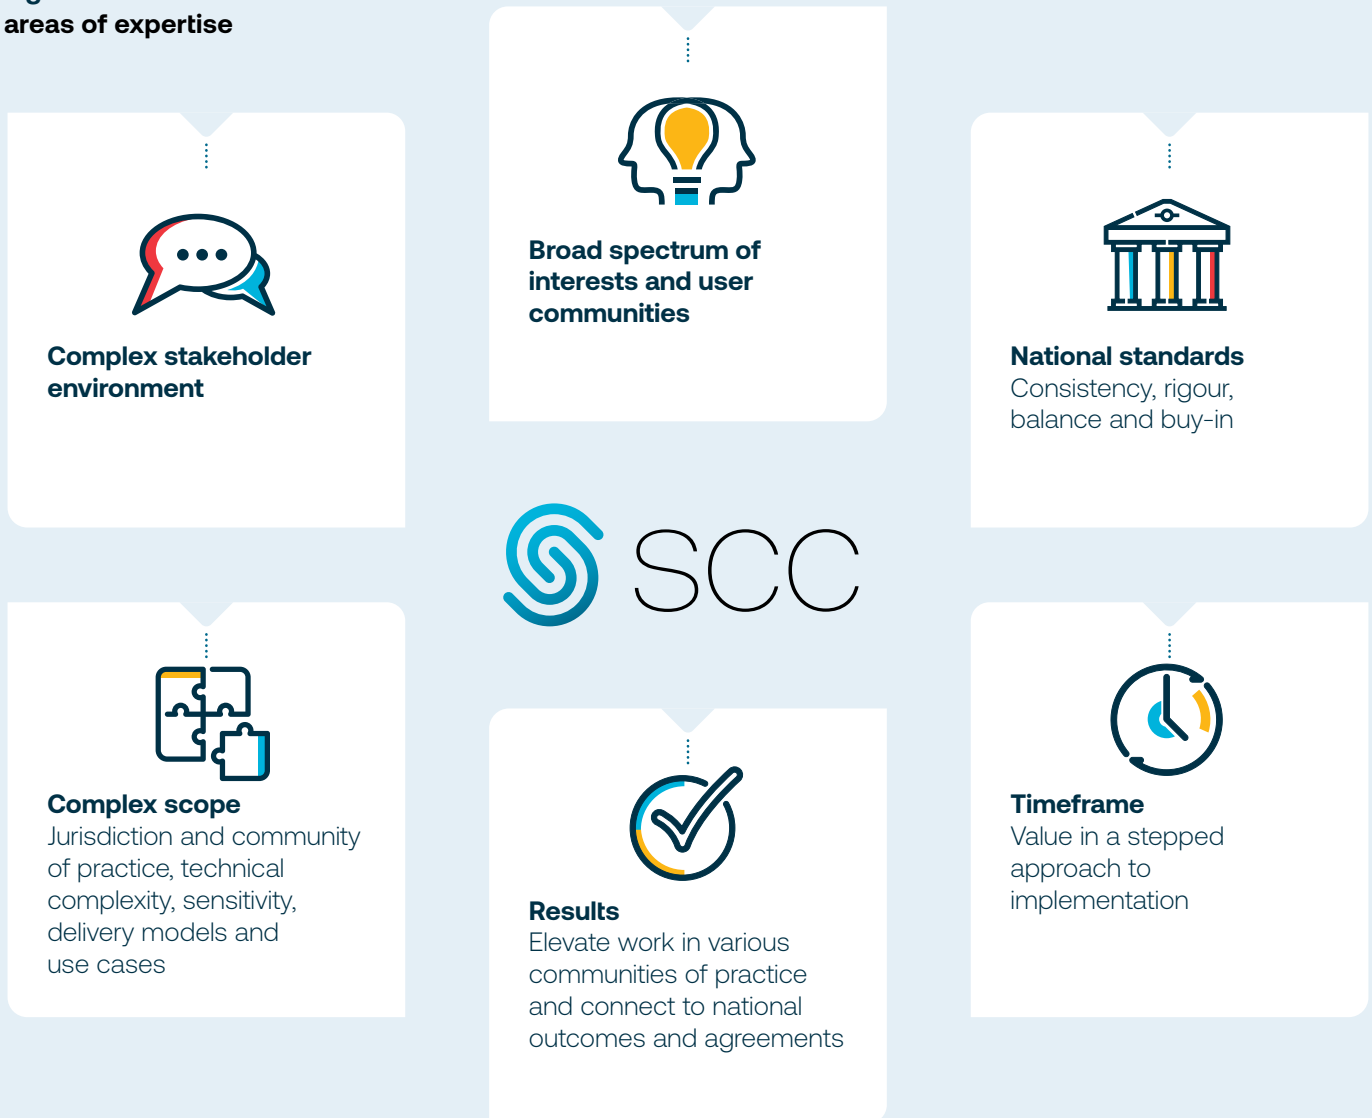 areas of expertise
Complex stakeholder
environment
Broad spectrum of
interests and user
communities
National standards
Consistency, rigour,
balance and buy-in
SCC
Complex scope
Jurisdiction and community
of practice, technical
complexity, sensitivity,
delivery models and
use cases
Results
Elevate work in various
communities of practice
and connect to national
outcomes and agreements
Timeframe
Value in a stepped
approach to
implementation